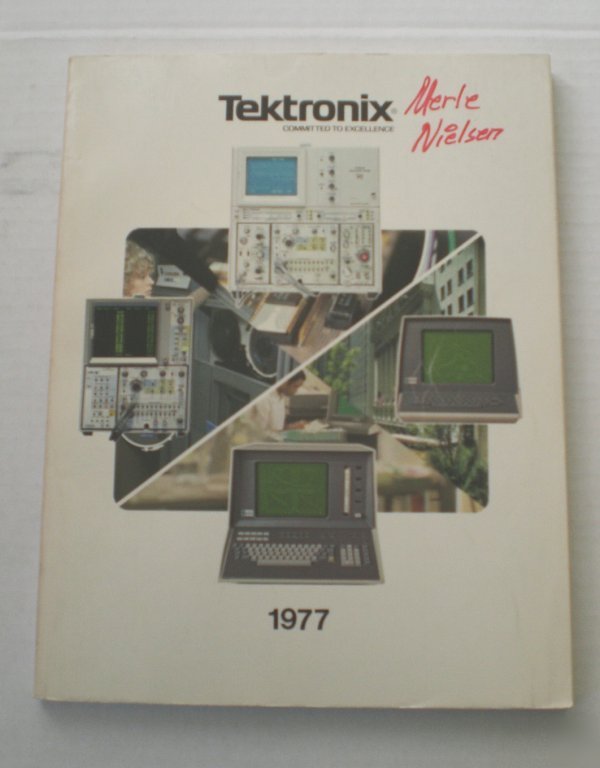 Tektronix®
COMMITTED TO EXCELLENCE
Merle
Nielsen
1977